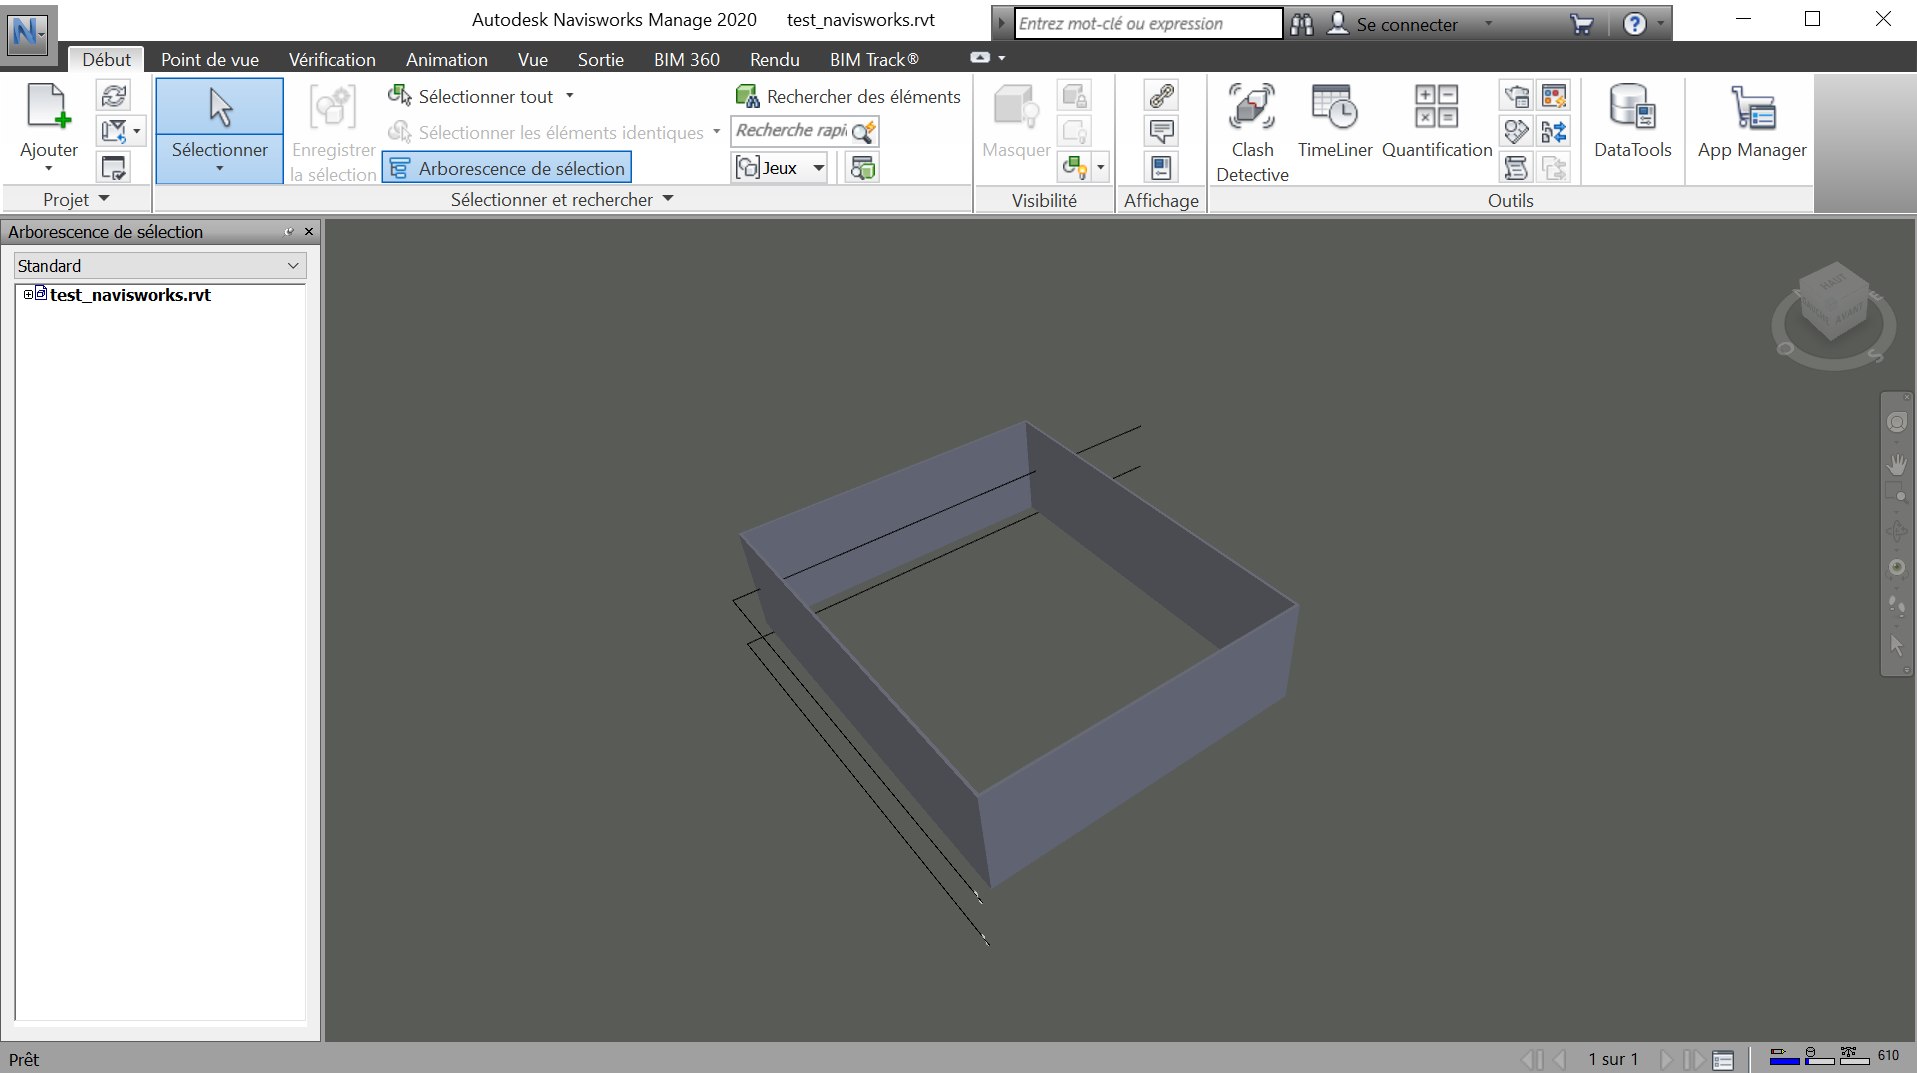 Autodesk Navisworks Manage 2020 test_navisworks.rvt
Entrez mot-clé ou expression
Se connecter
Début Point de vue Vérification Animation Vue Sortie BIM 360 Rendu BIM Track®
Ajouter
Projet
Sélectionner
Enregistrer
la sélection
Sélectionner tout
Sélectionner les éléments identiques
Arborescence de sélection
Rechercher des éléments
Recherche rapi
Jeux
Sélectionner et rechercher
Masquer
Visibilité
Affichage
Clash
Detective
TimeLiner
Quantification
DataTools
App Manager
Outils
Arborescence de sélection
Standard
test_navisworks.rvt
HAUT
AVANT
E
O
S
Prêt
1 sur 1
610